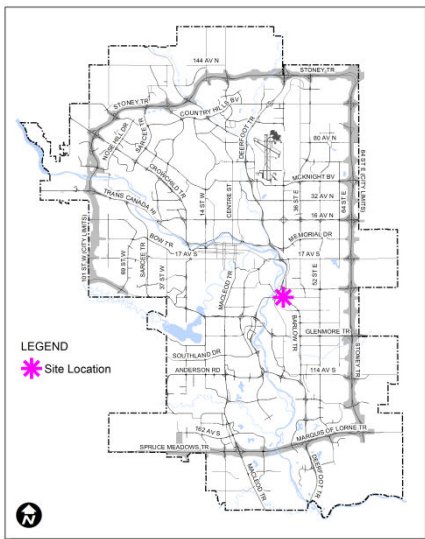 144 AV N
STONEY TR
STONEY TR
COUNTRY HILLS BV
NOSE HILL DR
SARCEE TR
DEERFOOT TR
80 AV N
CROWCHILD TR
MCKNIGHT BV
TRANS CANADA HI
14 ST W
CENTRE ST
36 ST E
32 AV N
64 ST E (CITY LIMITS)
16 AV N
BOW TR
MEMORIAL DR
17 AV S
17 AV S
101 ST W (CITY LIMITS)
69 ST W
SARCEE TR
37 ST W
MACLEOD TR
52 ST E
BARLOW TR
GLENMORE TR
LEGEND
Site Location
SOUTHLAND DR
ANDERSON RD
114 AV S
STONEY TR
162 AV S
MARQUIS OF LORNE TR
SPRUCE MEADOWS TR
MACLEOD TR
DEERFOOT TR
N